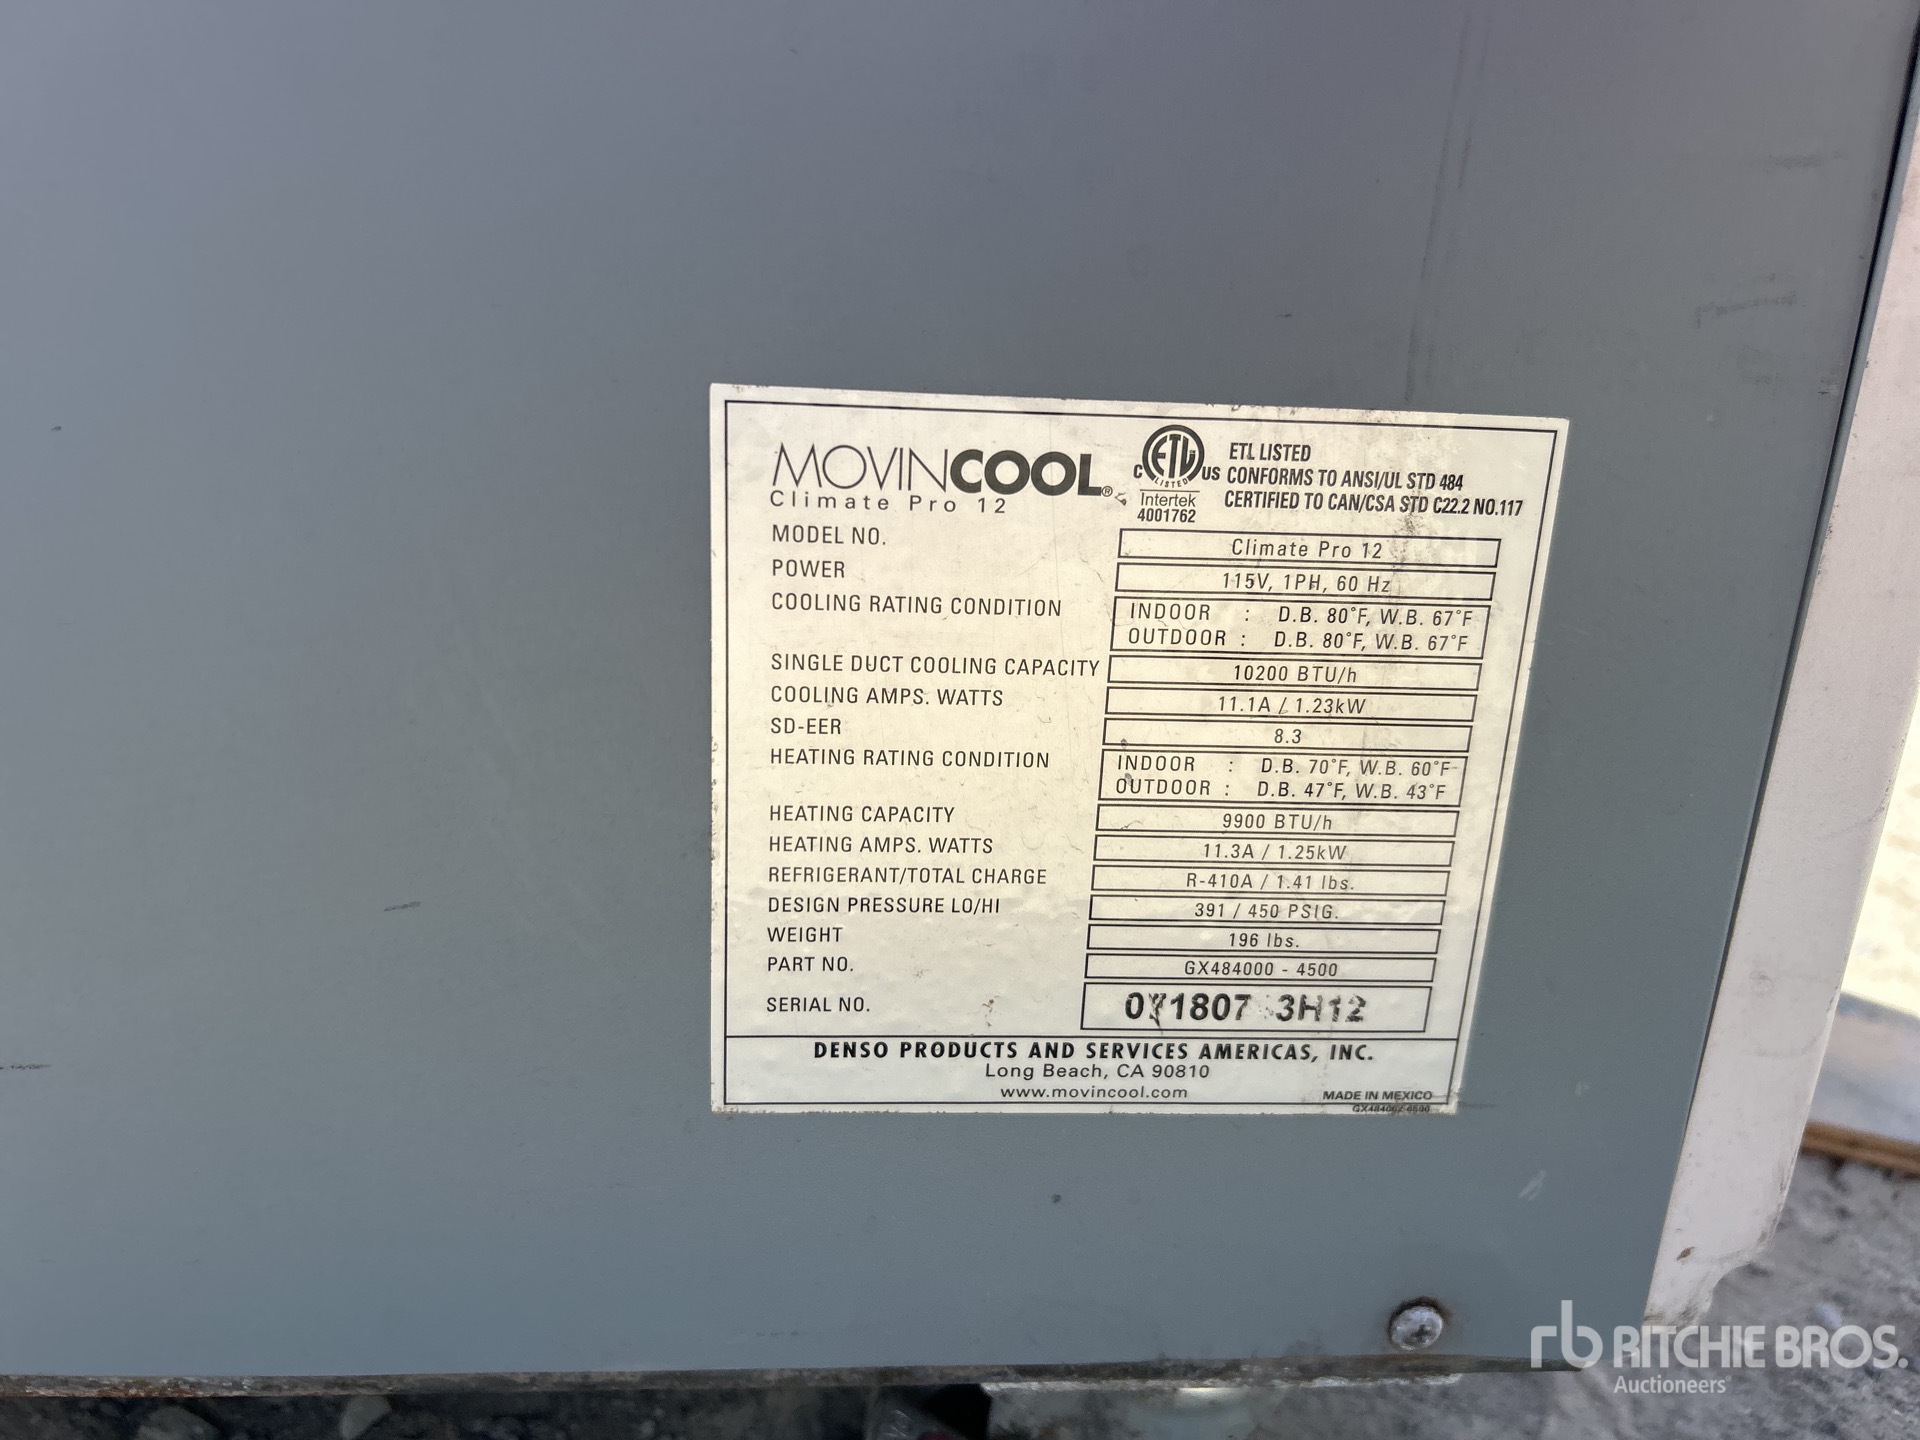 MOVINCOOL®
Climate Pro 12
C ETL LISTED US
Intertek
4001762
ETL LISTED
CONFORMS TO ANSI/UL STD 484
CERTIFIED TO CAN/CSA STD C22.2 NO.117
MODEL NO. Climate Pro 12
POWER 115V, 1PH, 60 Hz
COOLING RATING CONDITION INDOOR : D.B. 80°F, W.B. 67°F
OUTDOOR : D.B. 80°F, W.B. 67°F
SINGLE DUCT COOLING CAPACITY 10200 BTU/h
COOLING AMPS. WATTS 11.1A / 1.23kW
SD-EER 8.3
HEATING RATING CONDITION INDOOR : D.B. 70°F, W.B. 60°F
OUTDOOR : D.B. 47°F, W.B. 43°F
HEATING CAPACITY 9900 BTU/h
HEATING AMPS. WATTS 11.3A / 1.25kW
REFRIGERANT/TOTAL CHARGE R-410A / 1.41 lbs.
DESIGN PRESSURE LO/HI 391 / 450 PSIG.
WEIGHT 196 lbs.
PART NO. GX484000 - 4500
SERIAL NO. 3H12
DENSO PRODUCTS AND SERVICES AMERICAS, INC.
Long Beach, CA 90810
www.movincool.com
MADE IN MEXICO
rb RITCHIE BROS.
Auctioneers